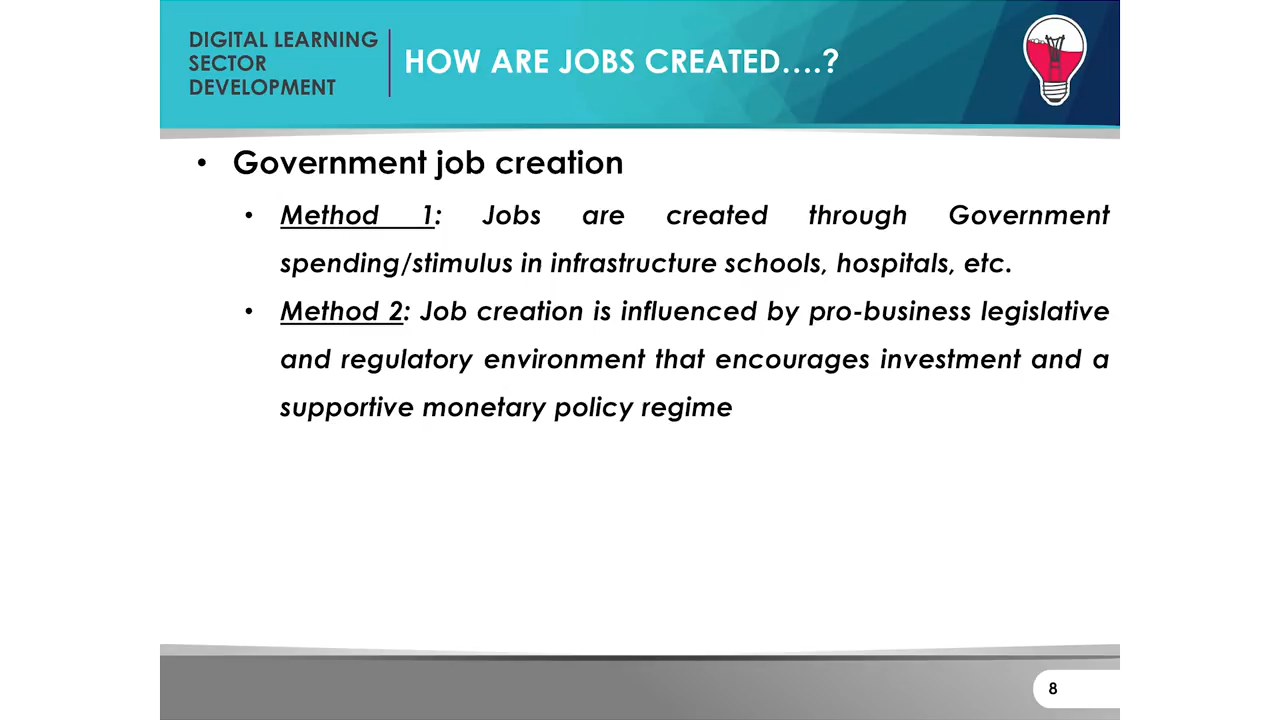 DIGITAL LEARNING
SECTOR
DEVELOPMENT
HOW ARE JOBS CREATED….?
• Government job creation
• Method 1: Jobs are created through Government
spending/stimulus in infrastructure schools, hospitals, etc.
• Method 2: Job creation is influenced by pro-business legislative
and regulatory environment that encourages investment and a
supportive monetary policy regime
8